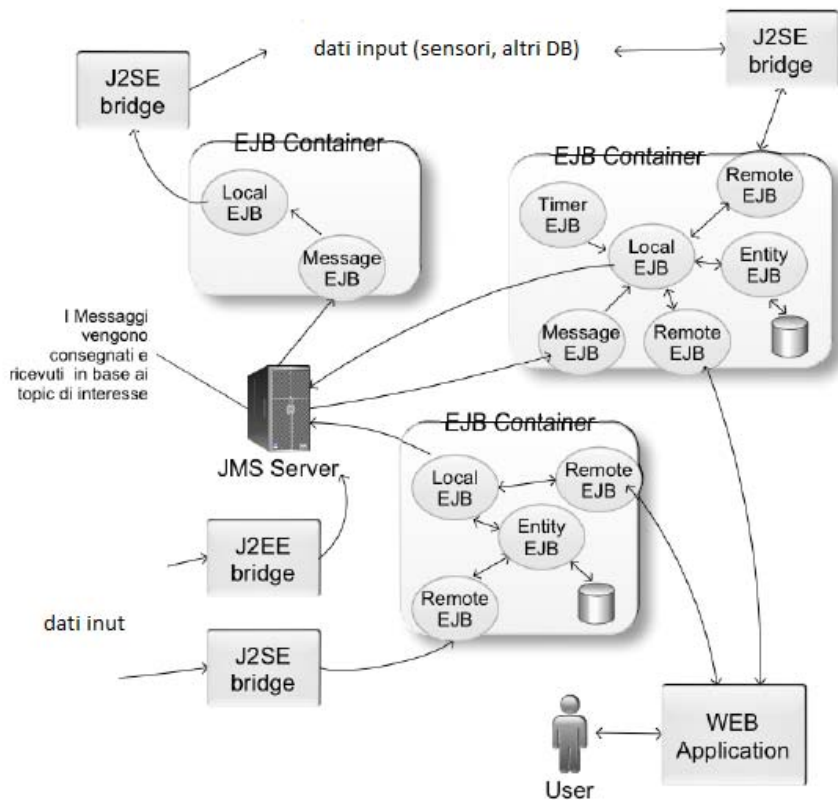 dati input (sensori, altri DB)
J2SE
bridge
J2SE
bridge
EJB Container
Local
EJB
Message
EJB
EJB Container
Remote
EJB
Timer
EJB
Local
EJB
Entity
EJB
Message
EJB
Remote
EJB
I Messaggi
vengono
consegnati e
ricevuti in base ai
topic di interesse
JMS Server
EJB Container
Local
EJB
Remote
EJB
Entity
EJB
Remote
EJB
J2EE
bridge
dati inut
J2SE
bridge
WEB
Application
User